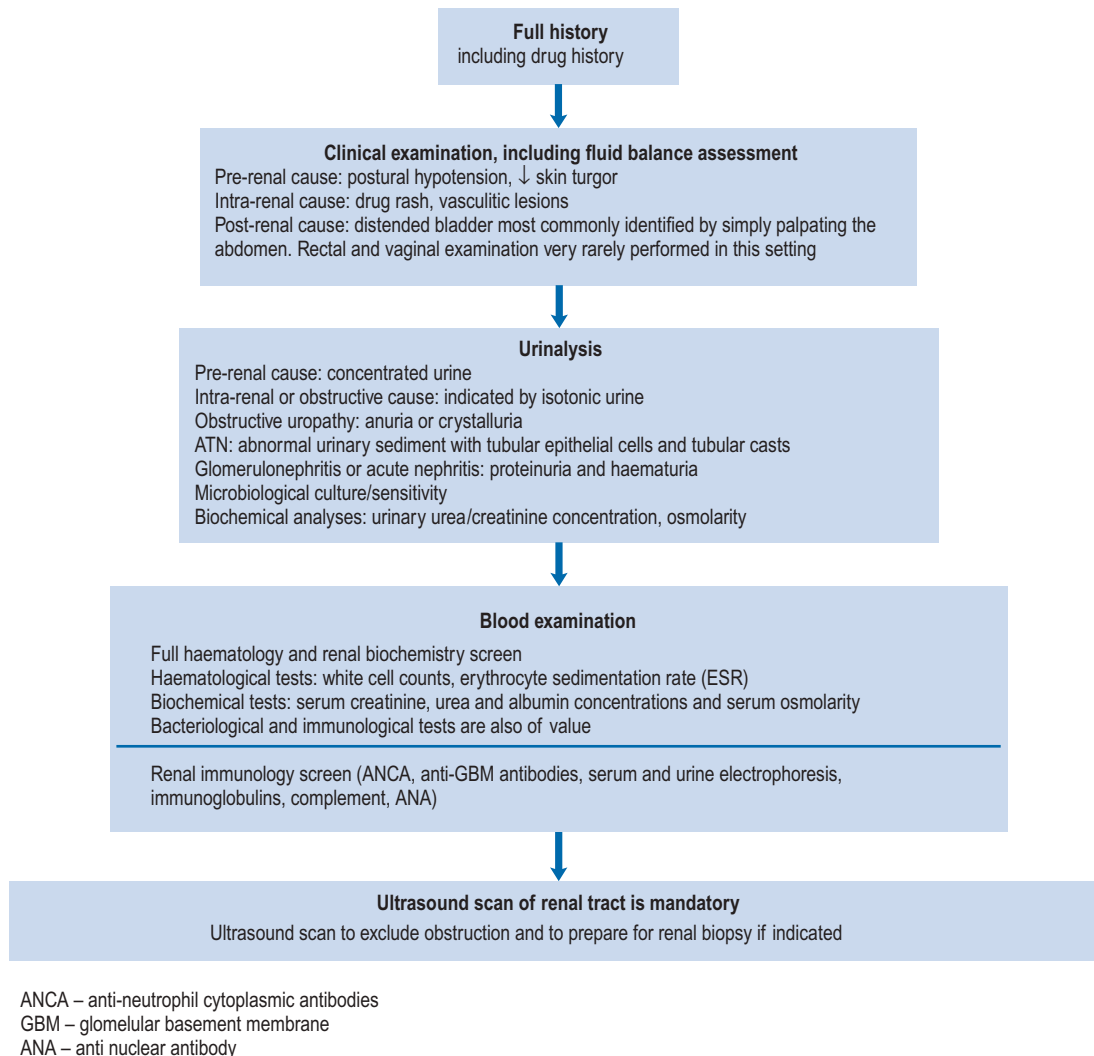 Full history
including drug history
Clinical examination, including fluid balance assessment
Pre-renal cause: postural hypotension, ↓ skin turgor
Intra-renal cause: drug rash, vasculitic lesions
Post-renal cause: distended bladder most commonly identified by simply palpating the
abdomen. Rectal and vaginal examination very rarely performed in this setting
Urinalysis
Pre-renal cause: concentrated urine
Intra-renal or obstructive cause: indicated by isotonic urine
Obstructive uropathy: anuria or crystalluria
ATN: abnormal urinary sediment with tubular epithelial cells and tubular casts
Glomerulonephritis or acute nephritis: proteinuria and haematuria
Microbiological culture/sensitivity
Biochemical analyses: urinary urea/creatinine concentration, osmolarity
Blood examination
Full haematology and renal biochemistry screen
Haematological tests: white cell counts, erythrocyte sedimentation rate (ESR)
Biochemical tests: serum creatinine, urea and albumin concentrations and serum osmolarity
Bacteriological and immunological tests are also of value
Renal immunology screen (ANCA, anti-GBM antibodies, serum and urine electrophoresis,
immunoglobulins, complement, ANA)
Ultrasound scan of renal tract is mandatory
Ultrasound scan to exclude obstruction and to prepare for renal biopsy if indicated
ANCA – anti-neutrophil cytoplasmic antibodies
GBM – glomelular basement membrane
ANA – anti nuclear antibody